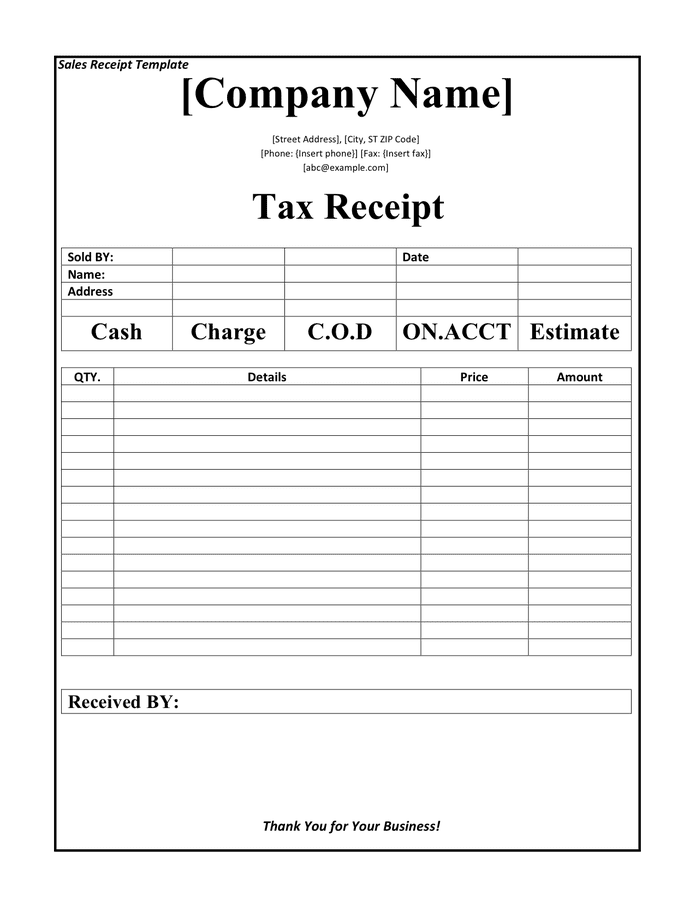 Sales Receipt Template
[Company Name]
[Street Address], [City, ST ZIP Code]
[Phone: {Insert phone}] [Fax: {Insert fax}]
[abc@example.com]
Tax Receipt
Sold BY: Date
Name:
Address
Cash Charge C.O.D ON.ACCT Estimate
QTY. Details Price Amount
Received BY:
Thank You for Your Business!